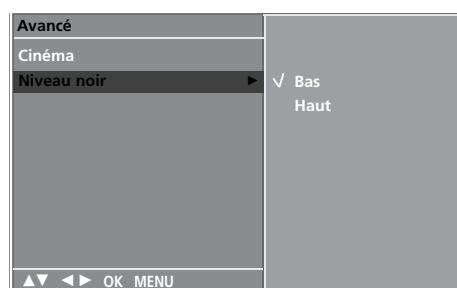 Avancé
Cinéma
Niveau noir ►
√ Bas
Haut
▲▼ ◄► OK MENU